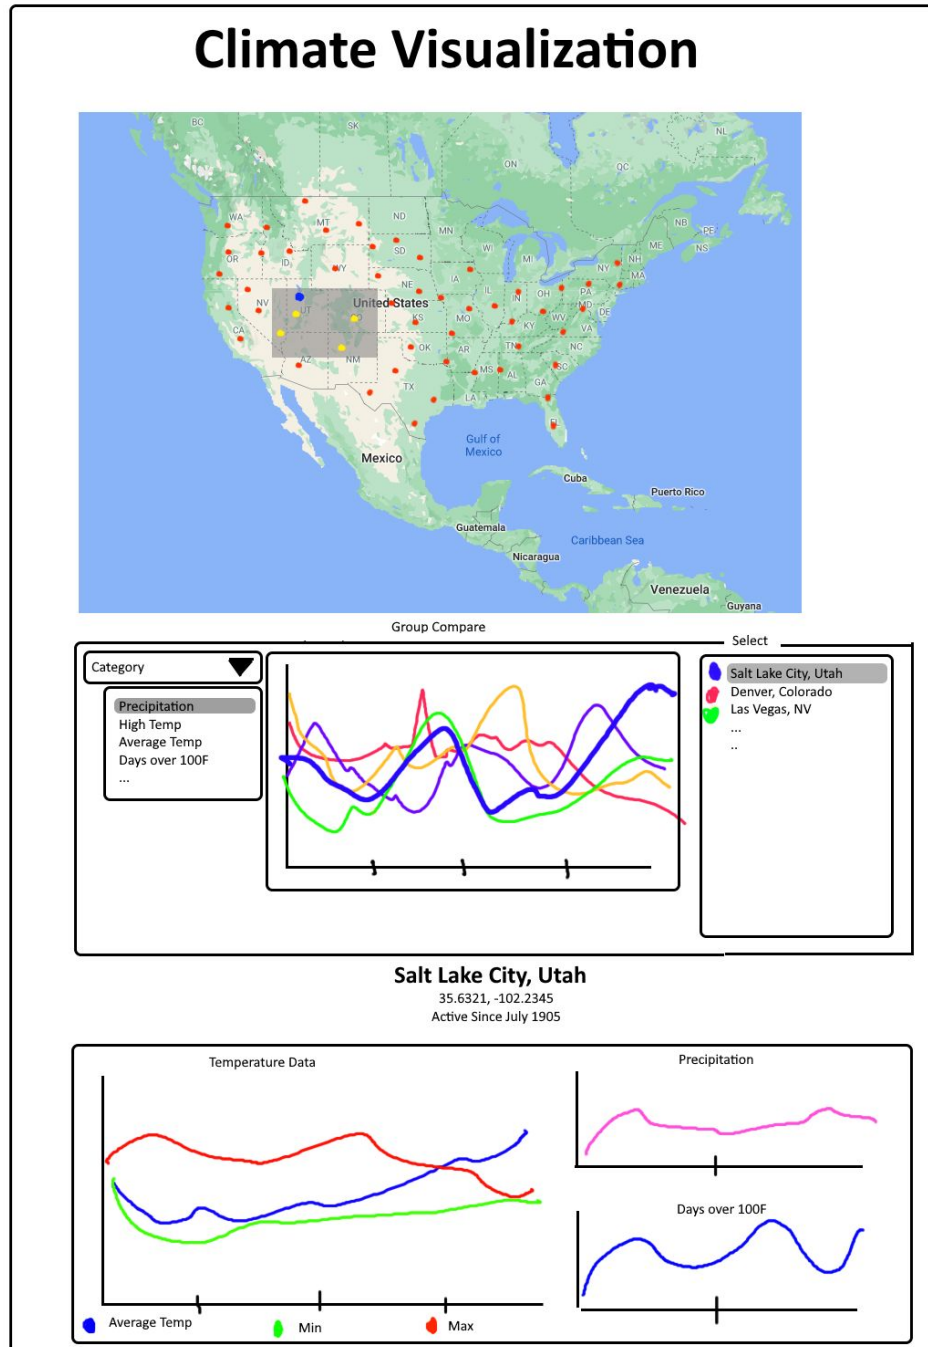 Climate Visualization
BC
SK
NL
ON
QC
WA
MT
ND
MN
NB
PE
NS
ME
OR
ID
SD
WI
MI
NH
NY
MA
WY
IA
NE
IL
IN
OH
PA
MD
DE
NV
UT
United States
CO
KS
MO
WV
KY
VA
CA
OK
AR
TN
NC
AZ
NM
MS
AL
SC
GA
TX
LA
FL
Gulf of
Mexico
Mexico
Cuba
Puerto Rico
Guatemala
Caribbean Sea
Nicaragua
Venezuela
Guyana
Group Compare
Select
Category
Precipitation
High Temp
Average Temp
Days over 100F
...
Salt Lake City, Utah
Denver, Colorado
Las Vegas, NV
...
..
Salt Lake City, Utah
35.6321, -102.2345
Active Since July 1905
Temperature Data
Precipitation
Days over 100F
Average Temp
Min
Max